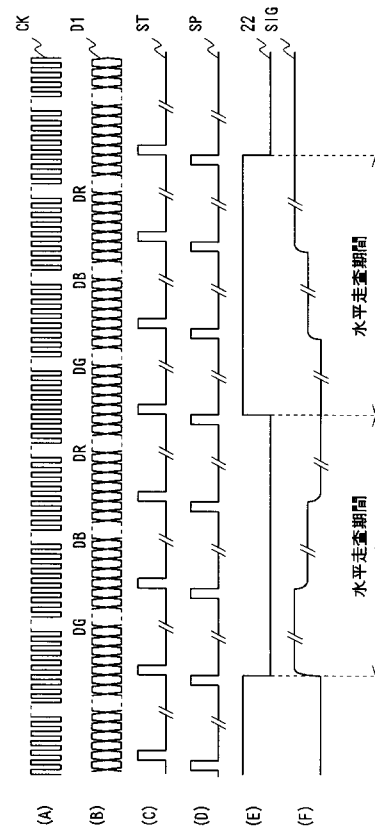 (A) CK
(B) D1
DG DB DR DG DB DR
(C) ST
(D) SP
(E) 22
(F) SIG
水平走査期間 水平走査期間